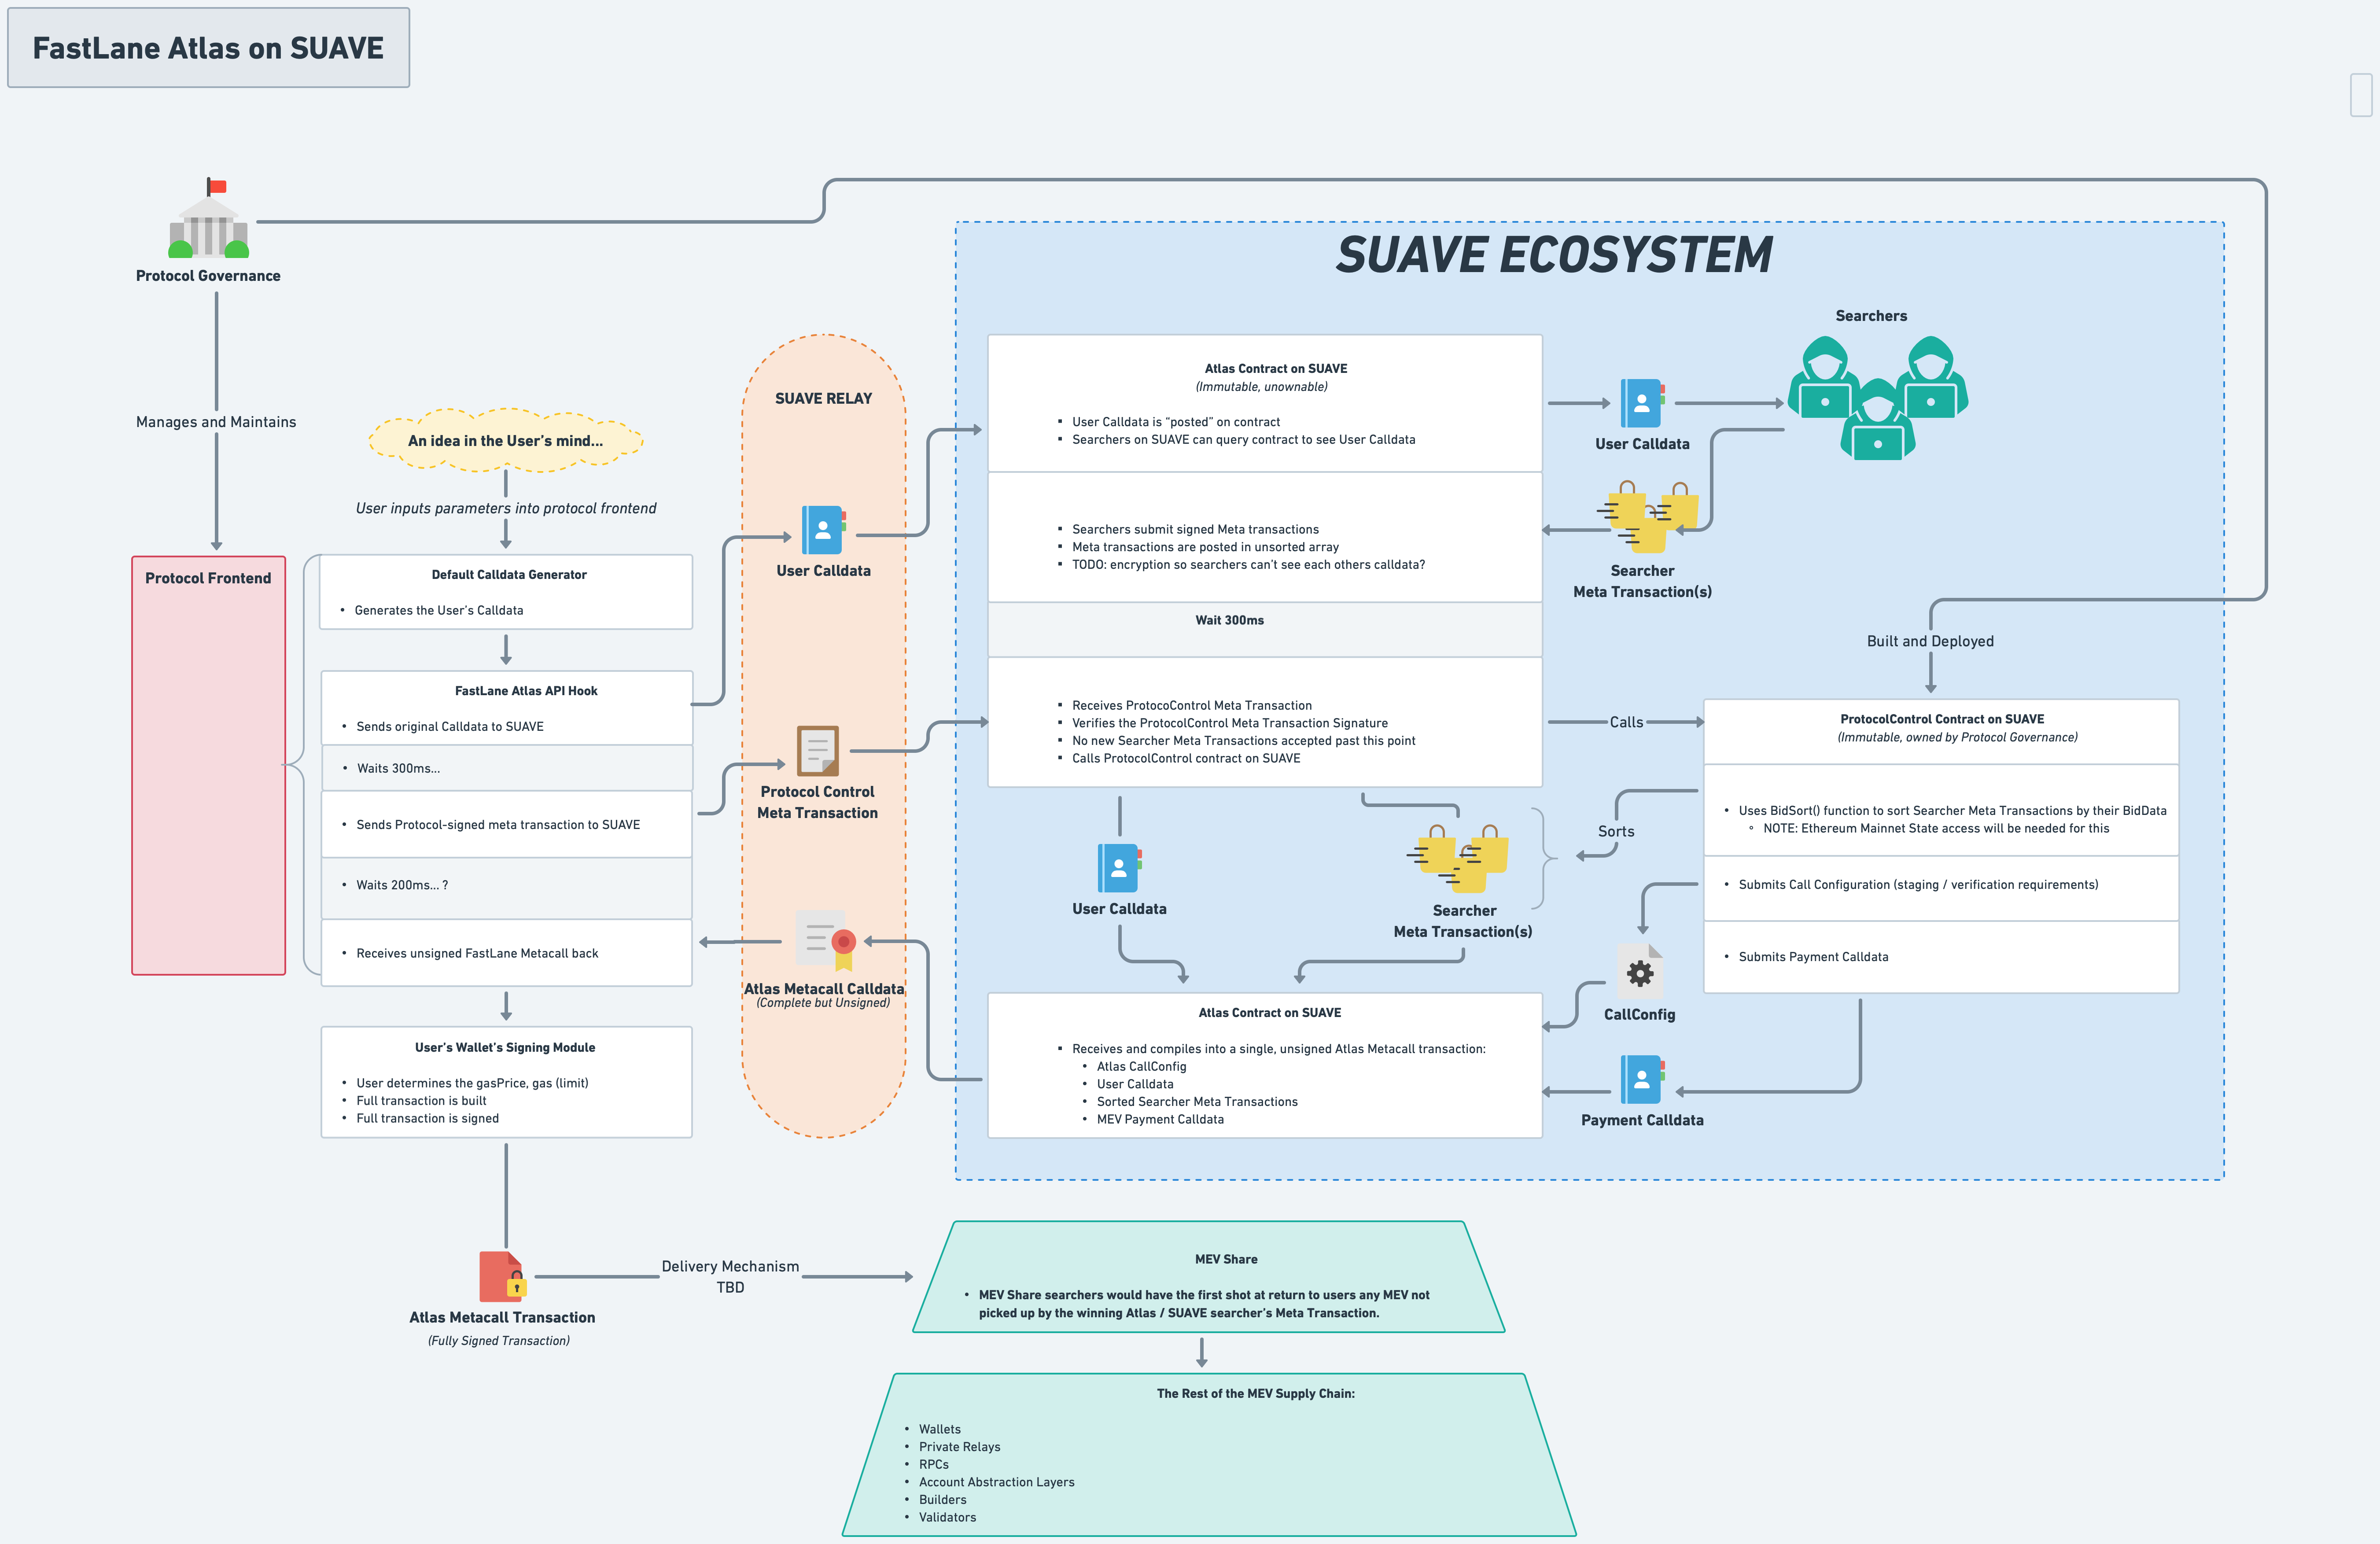 FastLane Atlas on SUAVE
Protocol Governance
Manages and Maintains
Protocol Frontend
An idea in the User's mind...
User inputs parameters into protocol frontend
Default Calldata Generator
• Generates the User's Calldata
FastLane Atlas API Hook
• Sends original Calldata to SUAVE
• Waits 300ms...
• Sends Protocol-signed meta transaction to SUAVE
• Waits 200ms... ?
• Receives unsigned FastLane Metacall back
User's Wallet's Signing Module
• User determines the gasPrice, gas (limit)
• Full transaction is built
• Full transaction is signed
Atlas Metacall Transaction
(Fully Signed Transaction)
Delivery Mechanism
TBD
SUAVE RELAY
User Calldata
Protocol Control
Meta Transaction
Atlas Metacall Calldata
(Complete but Unsigned)
SUAVE ECOSYSTEM
Atlas Contract on SUAVE
(Immutable, unownable)
▪ User Calldata is “posted” on contract
▪ Searchers on SUAVE can query contract to see User Calldata
▪ Searchers submit signed Meta transactions
▪ Meta transactions are posted in unsorted array
▪ TODO: encryption so searchers can't see each others calldata?
Wait 300ms
▪ Receives ProtocoControl Meta Transaction
▪ Verifies the ProtocolControl Meta Transaction Signature
▪ No new Searcher Meta Transactions accepted past this point
▪ Calls ProtocolControl contract on SUAVE
User Calldata
Searchers
Searcher
Meta Transaction(s)
Built and Deployed
Calls
ProtocolControl Contract on SUAVE
(Immutable, owned by Protocol Governance)
• Uses BidSort() function to sort Searcher Meta Transactions by their BidData
◦ NOTE: Ethereum Mainnet State access will be needed for this
• Submits Call Configuration (staging / verification requirements)
• Submits Payment Calldata
Sorts
User Calldata
Searcher
Meta Transaction(s)
CallConfig
Payment Calldata
Atlas Contract on SUAVE
▪ Receives and compiles into a single, unsigned Atlas Metacall transaction:
• Atlas CallConfig
• User Calldata
• Sorted Searcher Meta Transactions
• MEV Payment Calldata
MEV Share
• MEV Share searchers would have the first shot at return to users any MEV not
picked up by the winning Atlas / SUAVE searcher's Meta Transaction.
The Rest of the MEV Supply Chain:
• Wallets
• Private Relays
• RPCs
• Account Abstraction Layers
• Builders
• Validators